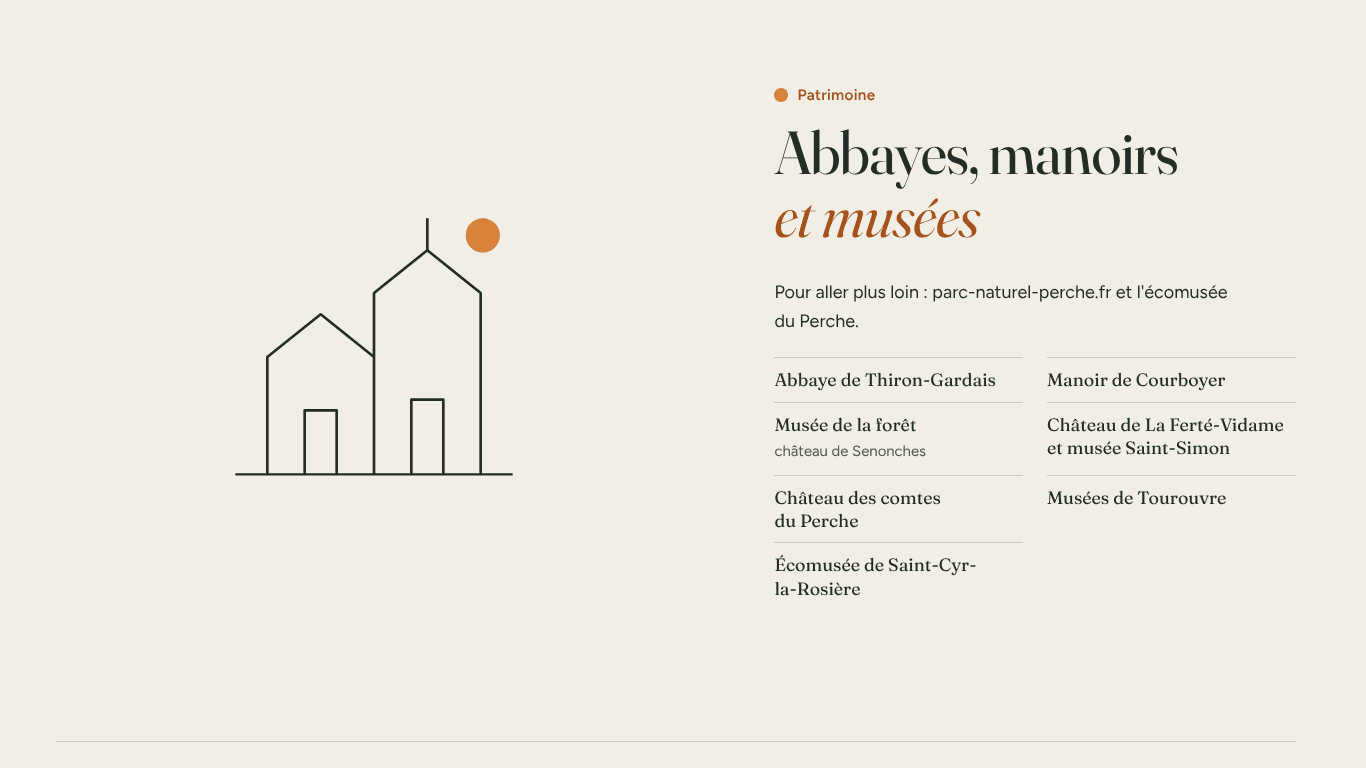 Patrimoine
Abbayes, manoirs
et musées
Pour aller plus loin : parc-naturel-perche.fr et l'écomusée
du Perche.
Abbaye de Thiron-Gardais
Manoir de Courboyer
Musée de la forêt
château de Senonches
Château de La Ferté-Vidame
et musée Saint-Simon
Château des comtes
du Perche
Musées de Tourouvre
Écomusée de Saint-Cyr-
la-Rosière